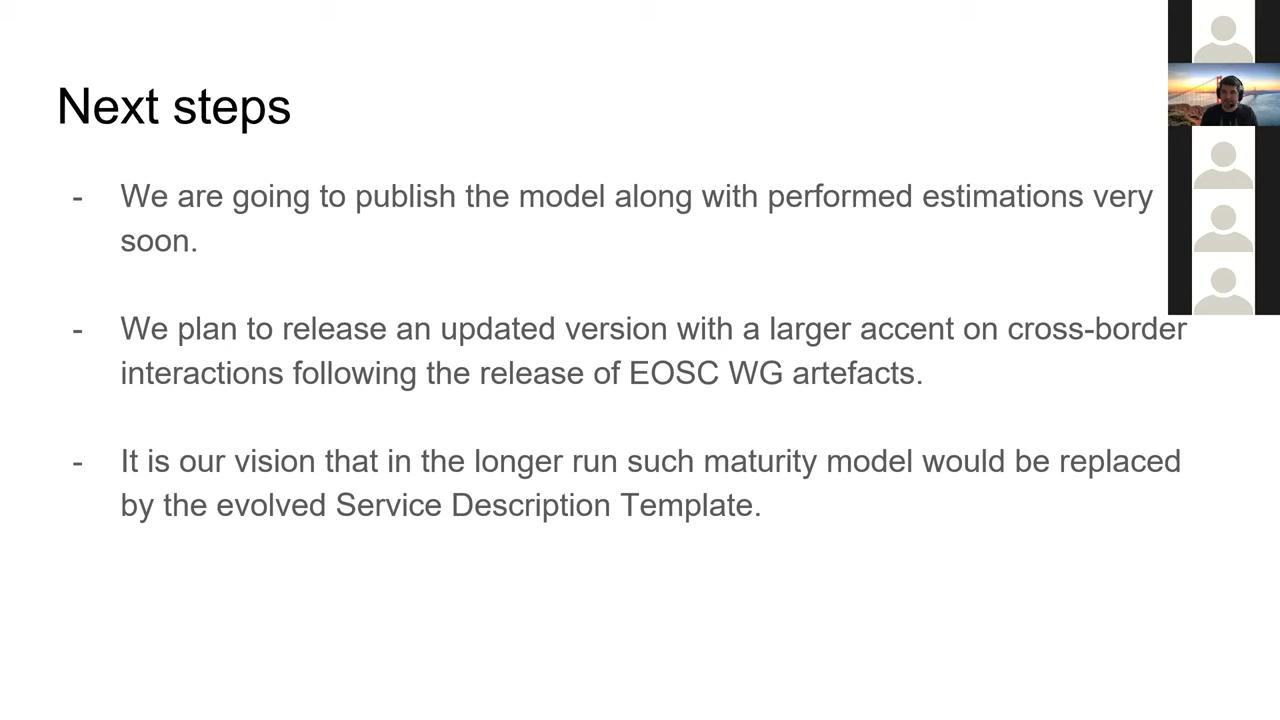 Next steps
- We are going to publish the model along with performed estimations very
soon.
- We plan to release an updated version with a larger accent on cross-border
interactions following the release of EOSC WG artefacts.
- It is our vision that in the longer run such maturity model would be replaced
by the evolved Service Description Template.